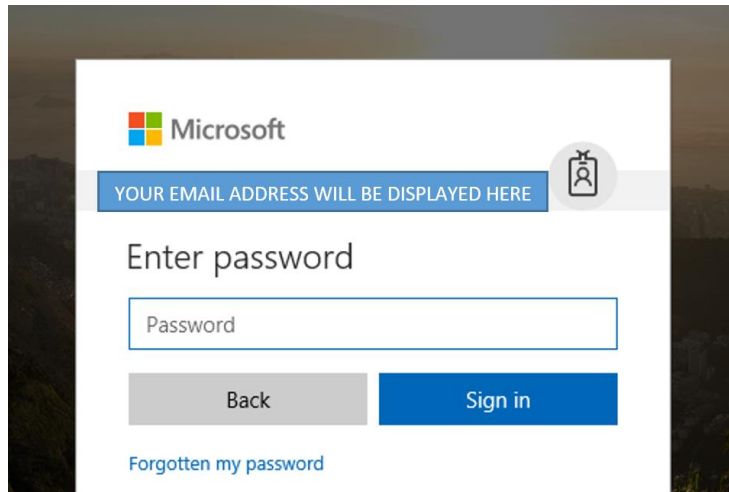 Microsoft
YOUR EMAIL ADDRESS WILL BE DISPLAYED HERE
Enter password
Password
Back
Sign in
Forgotten my password